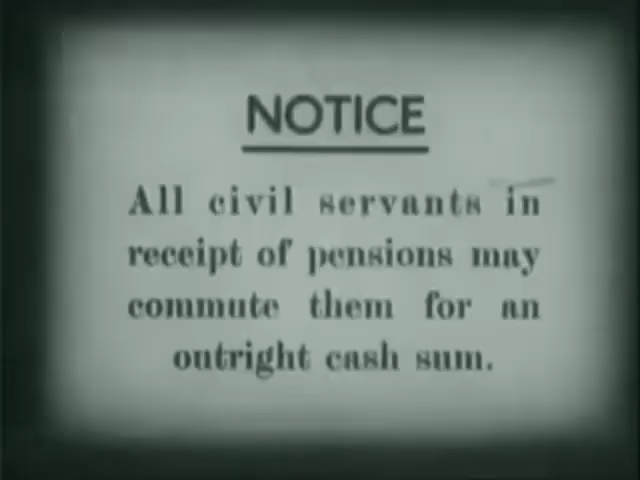 NOTICE
All civil servants in
receipt of pensions may
commute them for an
outright cash sum.